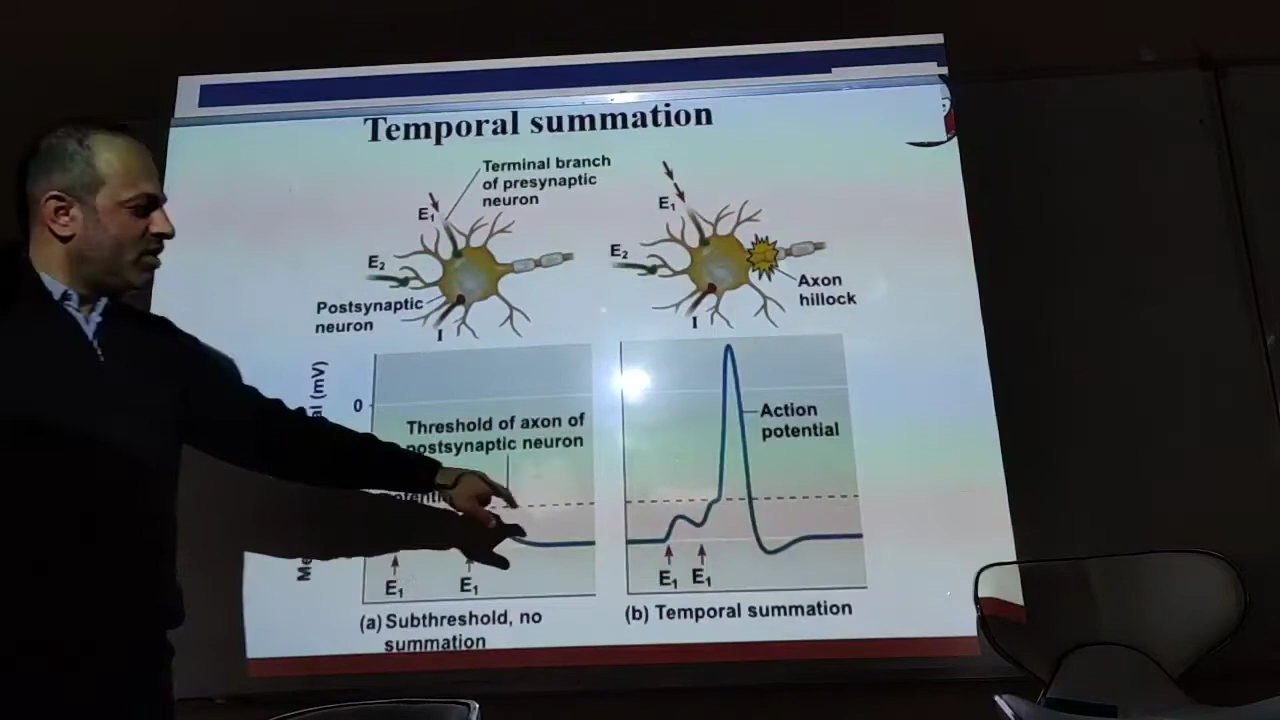 Temporal summation
Terminal branch
of presynaptic
neuron
E₁
E₂
Postsynaptic
neuron
I
E₁
E₂
Axon
hillock
I
(mV)
0
Threshold of axon of
postsynaptic neuron
E₁
E₁
(a) Subthreshold, no
summation
Action
potential
E₁
E₁
(b) Temporal summation